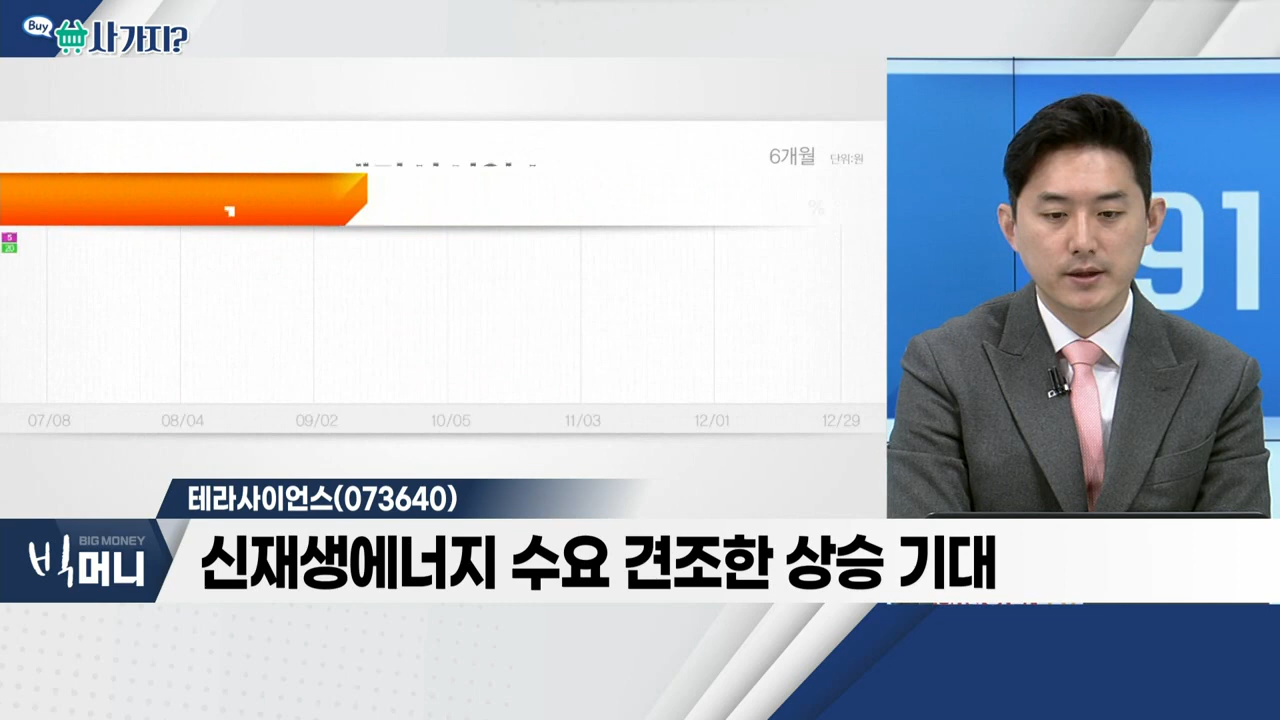 Buy 사가지?
6개월 단위:원
%
5
20
07/08 08/04 09/02 10/05 11/03 12/01 12/29
91
테라사이언스(073640)
BIG MONEY
빅머니
신재생에너지 수요 견조한 상승 기대